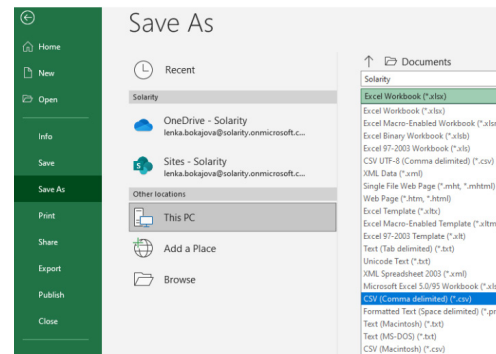 Save As
Home
New
Open
Info
Save
Save As
Print
Share
Export
Publish
Close
Recent
Solarity
OneDrive - Solarity
lenka.bokajova@solarity.onmicrosoft.c...
Sites - Solarity
lenka.bokajova@solarity.onmicrosoft.c...
Other locations
This PC
Add a Place
Browse
Documents
Solarity
Excel Workbook (*.xlsx)
Excel Workbook (*.xlsx)
Excel Macro-Enabled Workbook (*.xlsm
Excel Binary Workbook (*.xlsb)
Excel 97-2003 Workbook (*.xls)
CSV UTF-8 (Comma delimited) (*.csv)
XML Data (*.xml)
Single File Web Page (*.mht, *.mhtml)
Web Page (*.htm, *.html)
Excel Template (*.xltx)
Excel Macro-Enabled Template (*.xltm
Excel 97-2003 Template (*.xlt)
Text (Tab delimited) (*.txt)
Unicode Text (*.txt)
XML Spreadsheet 2003 (*.xml)
Microsoft Excel 5.0/95 Workbook (*.xls
CSV (Comma delimited) (*.csv)
Formatted Text (Space delimited) (*.pr
Text (Macintosh) (*.txt)
Text (MS-DOS) (*.txt)
CSV (Macintosh) (*.csv)